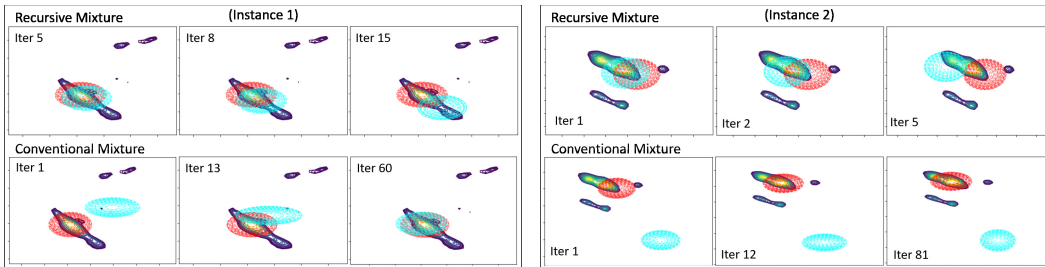 Recursive Mixture (Instance 1)
Iter 5 Iter 8 Iter 15
Conventional Mixture
Iter 1 Iter 13 Iter 60
Recursive Mixture (Instance 2)
Iter 1 Iter 2 Iter 5
Conventional Mixture
Iter 1 Iter 12 Iter 81